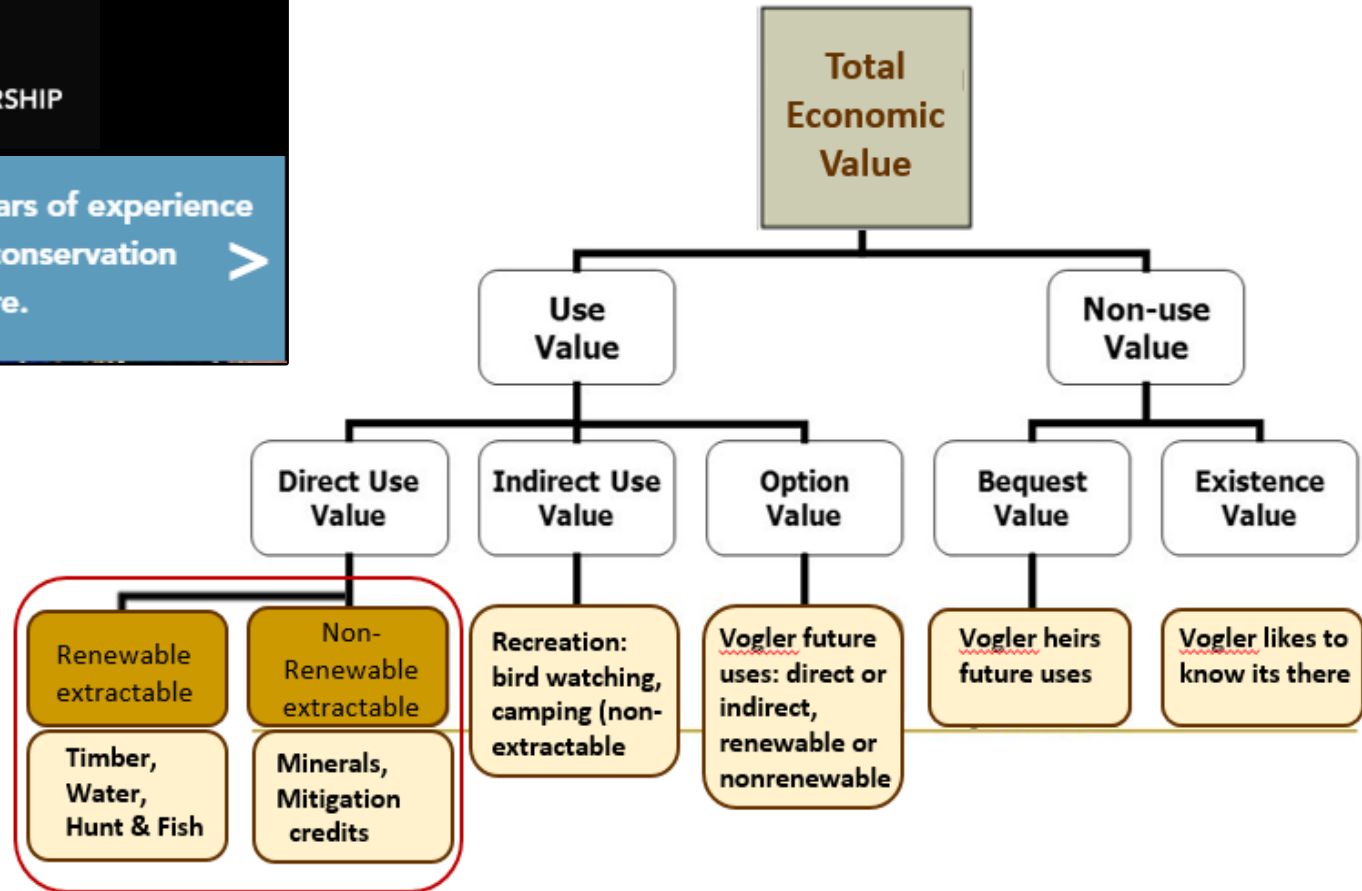 RSHIP
ars of experience
conservation >
re.
Total
Economic
Value
Use
Value
Non-use
Value
Direct Use
Value
Indirect Use
Value
Option
Value
Bequest
Value
Existence
Value
Renewable
extractable
Non-
Renewable
extractable
Timber,
Water,
Hunt & Fish
Minerals,
Mitigation
credits
Recreation:
bird watching,
camping (non-
extractable
Vogler future
uses: direct or
indirect,
renewable or
nonrenewable
Vogler heirs
future uses
Vogler likes to
know its there